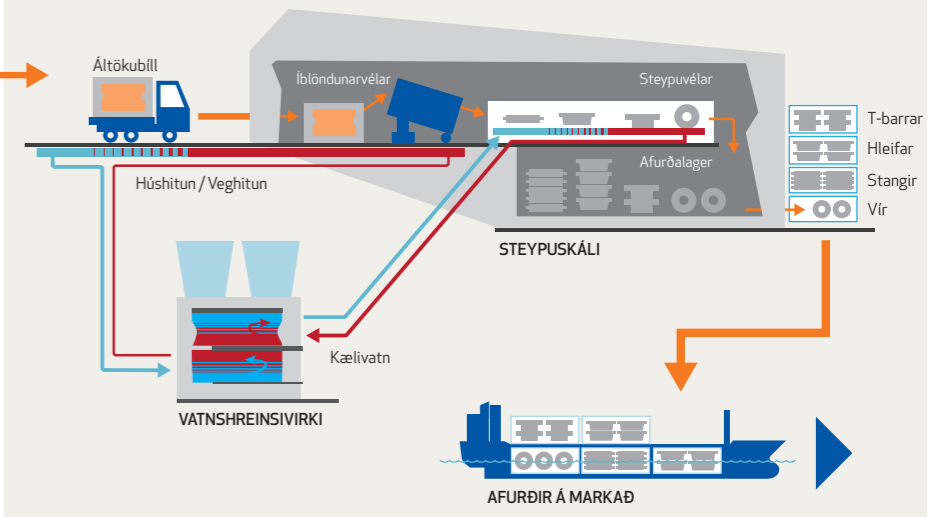 Áltökubíll
Íblöndunarvélar
Steypuvélar
T-barrar
Hleifar
Afurðalager
Stangir
Húshitun / Veghitun
Vír
STEYPUSKÁLI
Kælivatn
VATNSHREINSIVIRKI
AFURÐIR Á MARKAÐ